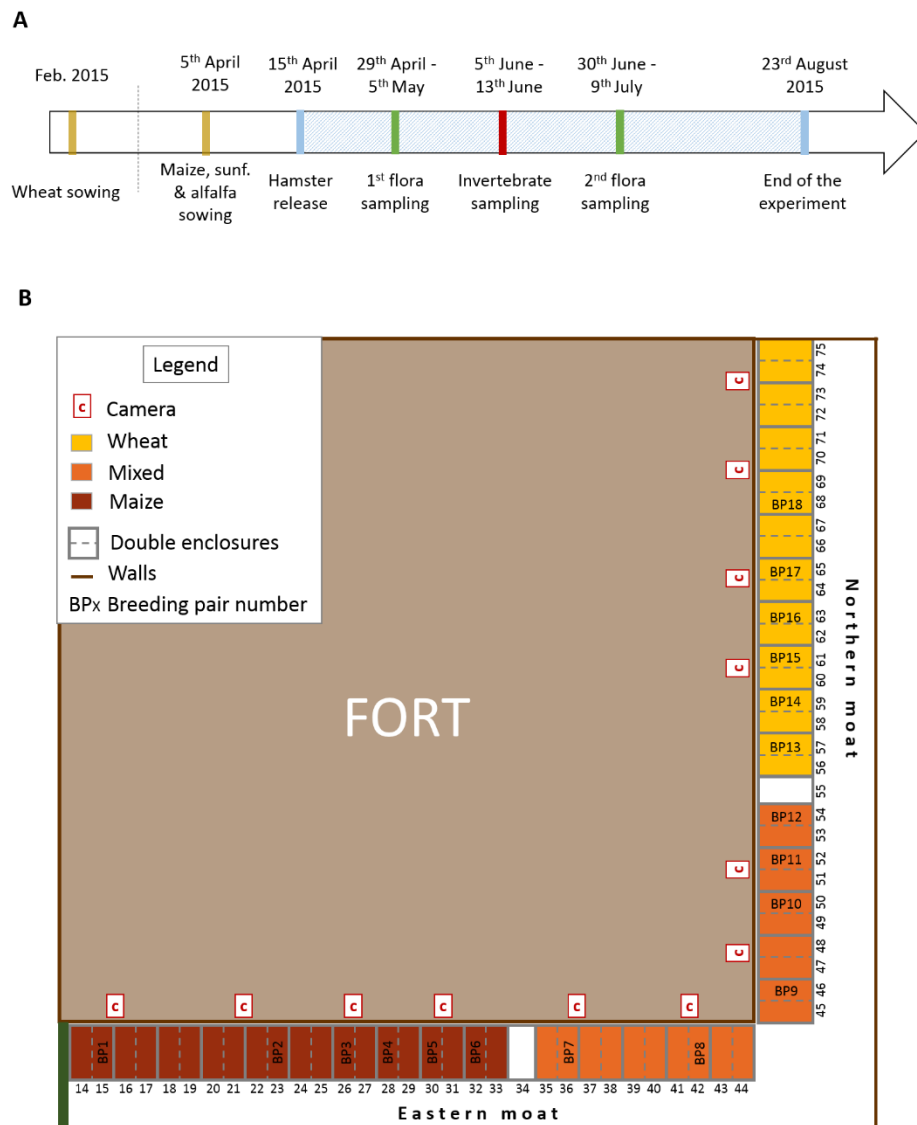 A
Feb. 2015
5th April
2015
15th April
2015
29th April -
5th May
5th June -
13th June
30th June -
9th July
23rd August
2015
Wheat sowing
Maize, sunf.
& alfalfa
sowing
Hamster
release
1st flora
sampling
Invertebrate
sampling
2nd flora
sampling
End of the
experiment
B
Legend
c Camera
Wheat
Mixed
Maize
Double enclosures
Walls
BPx Breeding pair number
FORT
c
c
c
c
c
c
c
c
c
c
c
c
75
74
73
72
71
70
69
68
BP18
67
66
65
BP17
64
63
BP16
62
61
BP15
60
59
BP14
58
57
BP13
56
55
54
BP12
53
52
BP11
51
50
BP10
49
48
47
46
BP9
45
Northern moat
BP1 BP2 BP3 BP4 BP5 BP6 BP7 BP8
14 15 16 17 18 19 20 21 22 23 24 25 26 27 28 29 30 31 32 33 34 35 36 37 38 39 40 41 42 43 44
Eastern moat